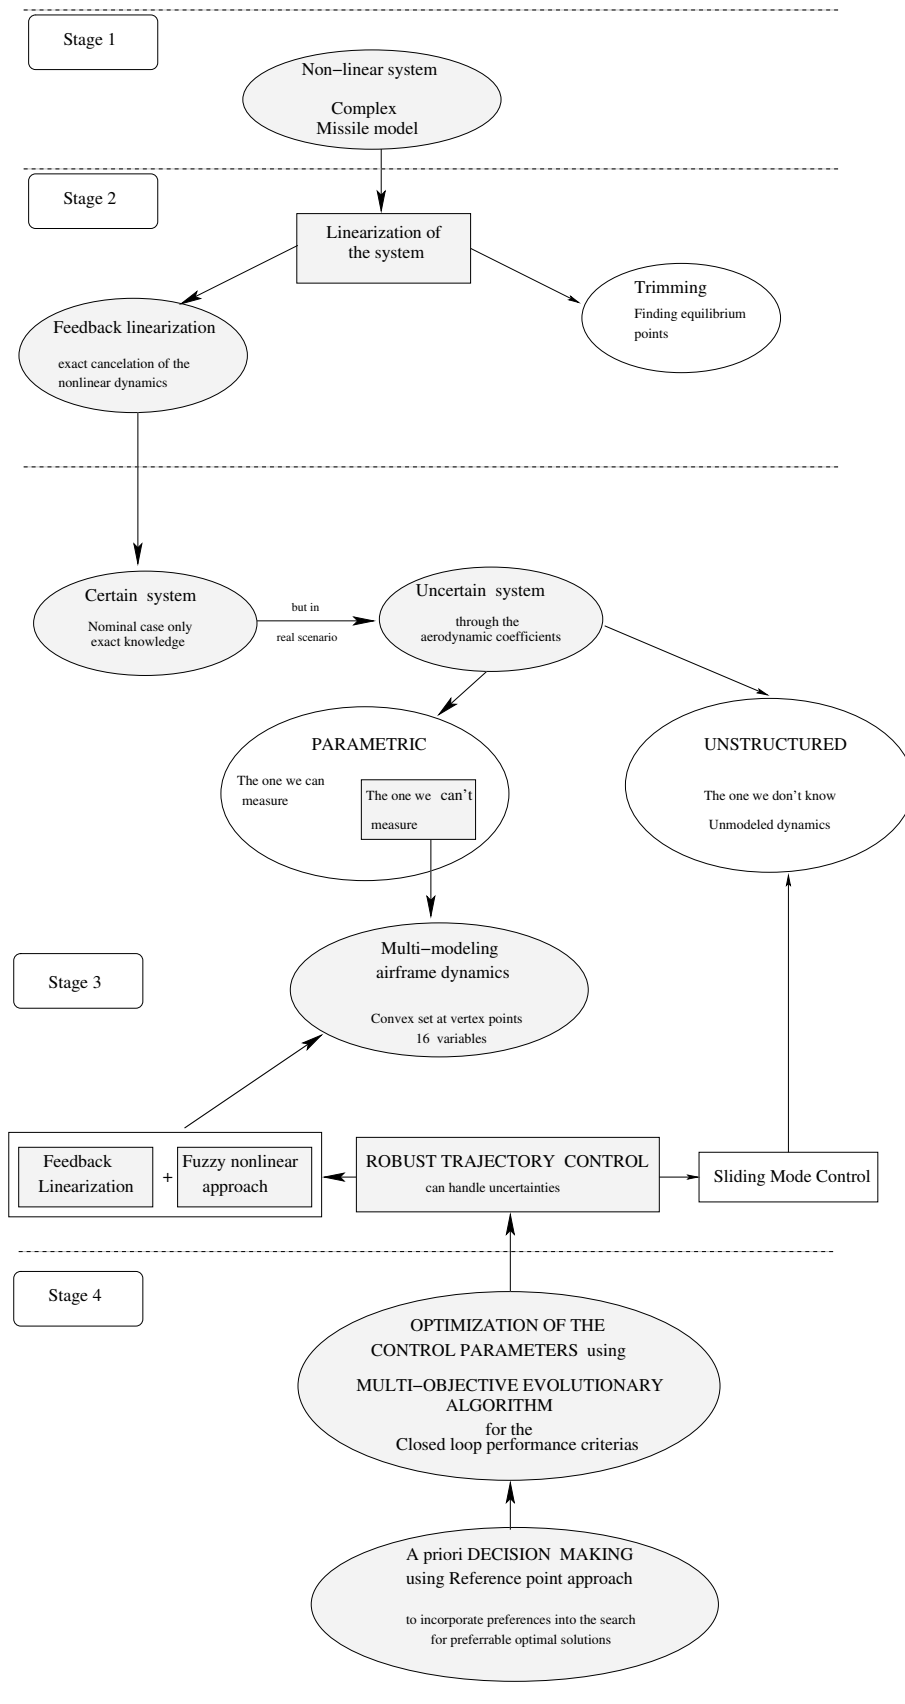 Stage 1
Non−linear system
Complex
Missile model
Stage 2
Linearization of
the system
Trimming
Finding equilibrium
points
Feedback linearization
exact cancelation of the
nonlinear dynamics
Certain system
Nominal case only
exact knowledge
but in
real scenario
Uncertain system
through the
aerodynamic coefficients
PARAMETRIC
The one we can
measure
The one we can't
measure
UNSTRUCTURED
The one we don't know
Unmodeled dynamics
Multi−modeling
airframe dynamics
Convex set at vertex points
16 variables
Stage 3
Feedback
Linearization
+
Fuzzy nonlinear
approach
ROBUST TRAJECTORY CONTROL
can handle uncertainties
Sliding Mode Control
Stage 4
OPTIMIZATION OF THE
CONTROL PARAMETERS using
MULTI−OBJECTIVE EVOLUTIONARY
ALGORITHM
for the
Closed loop performance criterias
A priori DECISION MAKING
using Reference point approach
to incorporate preferences into the search
for preferrable optimal solutions